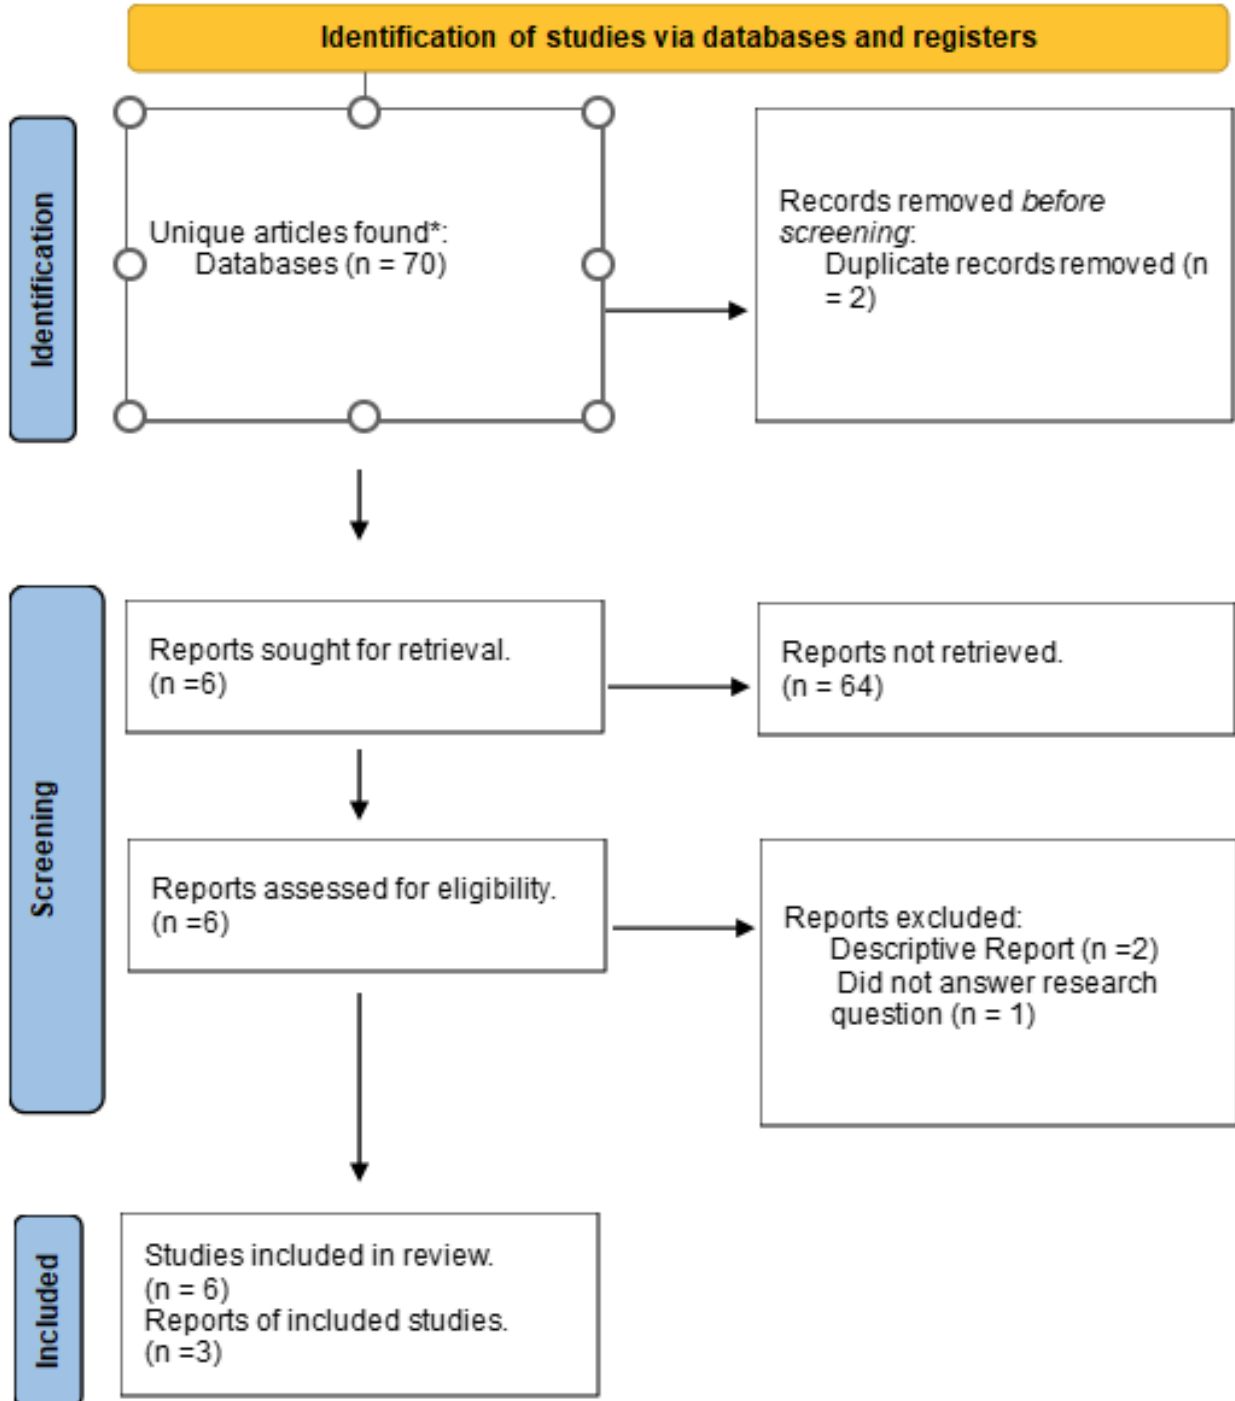 Identification of studies via databases and registers
Identification
Unique articles found*:
Databases (n = 70)
Records removed before
screening:
Duplicate records removed (n
= 2)
Screening
Reports sought for retrieval.
(n =6)
Reports not retrieved.
(n = 64)
Reports assessed for eligibility.
(n =6)
Reports excluded:
Descriptive Report (n =2)
Did not answer research
question (n = 1)
Included
Studies included in review.
(n = 6)
Reports of included studies.
(n =3)